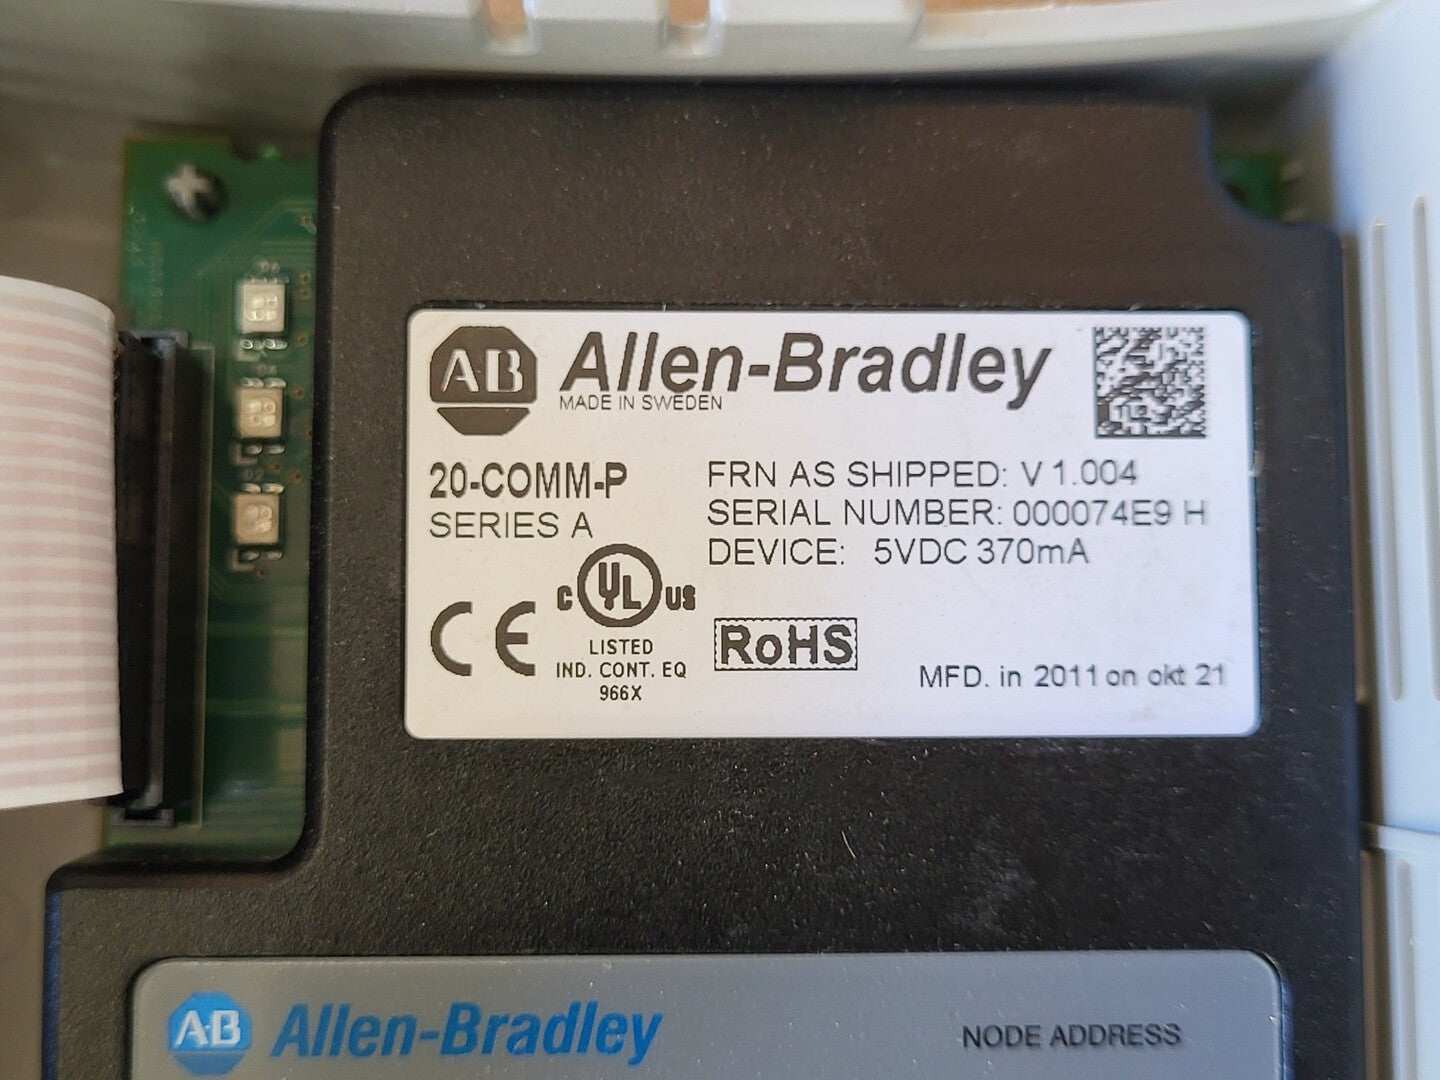 AB Allen-Bradley
MADE IN SWEDEN
20-COMM-P
SERIES A
FRN AS SHIPPED: V 1.004
SERIAL NUMBER: 000074E9 H
DEVICE: 5VDC 370mA
CE
C UL US
LISTED
IND. CONT. EQ
966X
RoHS
MFD. in 2011 on okt 21
AB Allen-Bradley
NODE ADDRESS